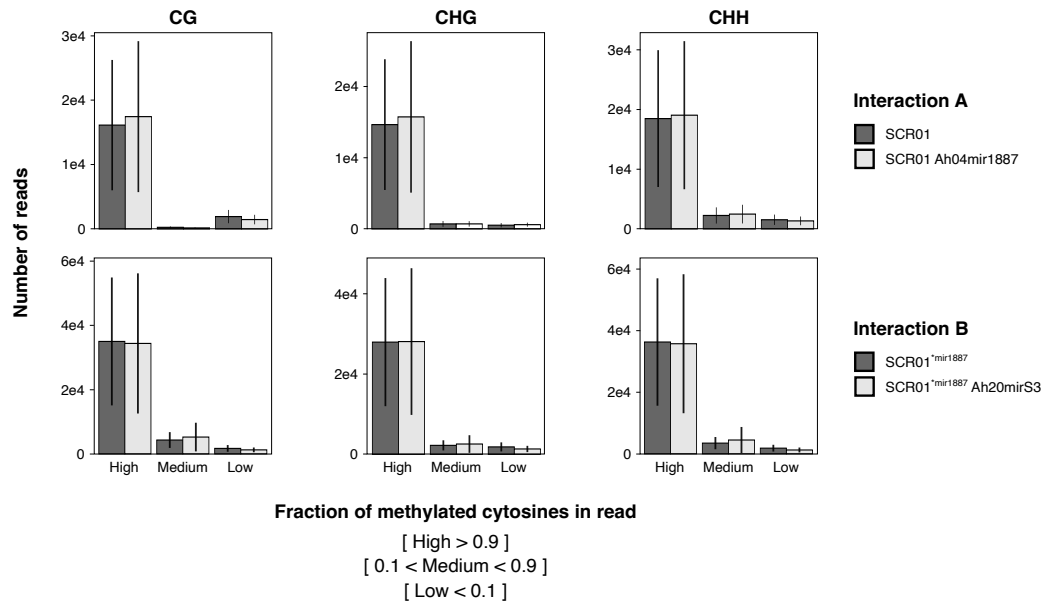 CG
CHG
CHH
Number of reads
3e4
2e4
1e4
0
2e4
1e4
0
3e4
2e4
1e4
0
Interaction A
SCR01
SCR01 Ah04mir1887
6e4
4e4
2e4
0
High Medium Low
4e4
2e4
0
High Medium Low
6e4
4e4
2e4
0
High Medium Low
Interaction B
SCR01*mir1887
SCR01*mir1887 Ah20mirS3
Fraction of methylated cytosines in read
[ High > 0.9 ]
[ 0.1 < Medium < 0.9 ]
[ Low < 0.1 ]